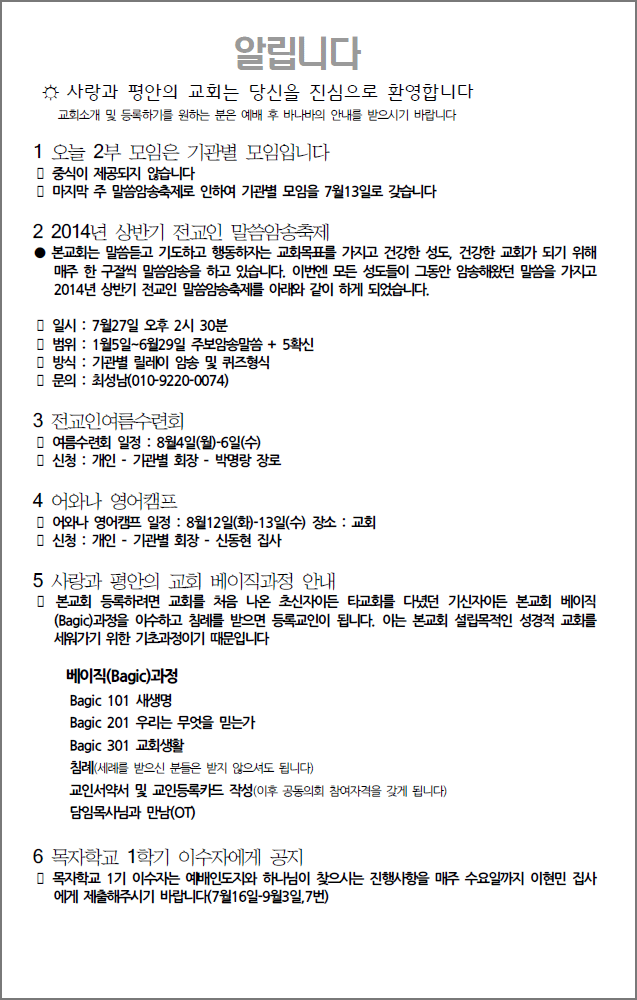 알립니다
☼ 사랑과 평안의 교회는 당신을 진심으로 환영합니다
교회소개 및 등록하기를 원하는 분은 예배 후 바나바의 안내를 받으시기 바랍니다
1 오늘 2부 모임은 기관별 모임입니다
▯ 중식이 제공되지 않습니다
▯ 마지막 주 말씀암송축제로 인하여 기관별 모임을 7월13일로 갖습니다
2 2014년 상반기 전교인 말씀암송축제
● 본교회는 말씀듣고 기도하고 행동하자는 교회목표를 가지고 건강한 성도, 건강한 교회가 되기 위해
매주 한 구절씩 말씀암송을 하고 있습니다. 이번엔 모든 성도들이 그동안 암송해왔던 말씀을 가지고
2014년 상반기 전교인 말씀암송축제를 아래와 같이 하게 되었습니다.
▯ 일시 : 7월27일 오후 2시 30분
▯ 범위 : 1월5일~6월29일 주보암송말씀 + 5확신
▯ 방식 : 기관별 릴레이 암송 및 퀴즈형식
▯ 문의 : 최성남(010-9220-0074)
3 전교인여름수련회
▯ 여름수련회 일정 : 8월4일(월)-6일(수)
▯ 신청 : 개인 - 기관별 회장 - 박명랑 장로
4 어와나 영어캠프
▯ 어와나 영어캠프 일정 : 8월12일(화)-13일(수) 장소 : 교회
▯ 신청 : 개인 - 기관별 회장 - 신동현 집사
5 사랑과 평안의 교회 베이직과정 안내
▯ 본교회 등록하려면 교회를 처음 나온 초신자이든 타교회를 다녔던 기신자이든 본교회 베이직
(Bagic)과정을 이수하고 침례를 받으면 등록교인이 됩니다. 이는 본교회 설립목적인 성경적 교회를
세워가기 위한 기초과정이기 때문입니다
베이직(Bagic)과정
Bagic 101 새생명
Bagic 201 우리는 무엇을 믿는가
Bagic 301 교회생활
침례(세례를 받으신 분들은 받지 않으셔도 됩니다)
교인서약서 및 교인등록카드 작성(이후 공동의회 참여자격을 갖게 됩니다)
담임목사님과 만남(OT)
6 목자학교 1학기 이수자에게 공지
▯ 목자학교 1기 이수자는 예배인도지와 하나님이 찾으시는 진행사항을 매주 수요일까지 이현민 집사
에게 제출해주시기 바랍니다(7월16일-9월3일,7번)